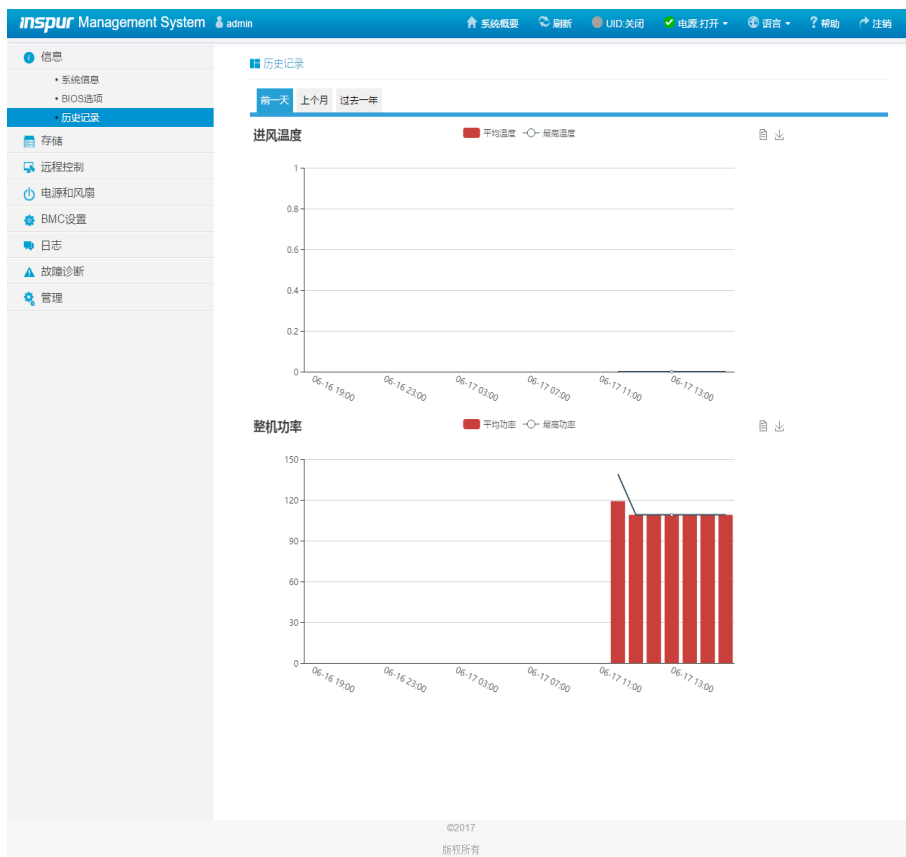 inspur Management System admin 系统概要 刷新 UID:关闭 电源:打开 语言 ? 帮助 注销
信息
• 系统信息
• BIOS选项
• 历史记录
存储
远程控制
电源和风扇
BMC设置
日志
故障诊断
管理
历史记录
前一天 上个月 过去一年
进风温度 平均温度 最高温度
1
0.8
0.6
0.4
0.2
0
06-16 19:00 06-16 23:00 06-17 03:00 06-17 07:00 06-17 11:00 06-17 13:00
整机功率 平均功率 最高功率
150
120
90
60
30
0
06-16 19:00 06-16 23:00 06-17 03:00 06-17 07:00 06-17 11:00 06-17 13:00
©2017
版权所有